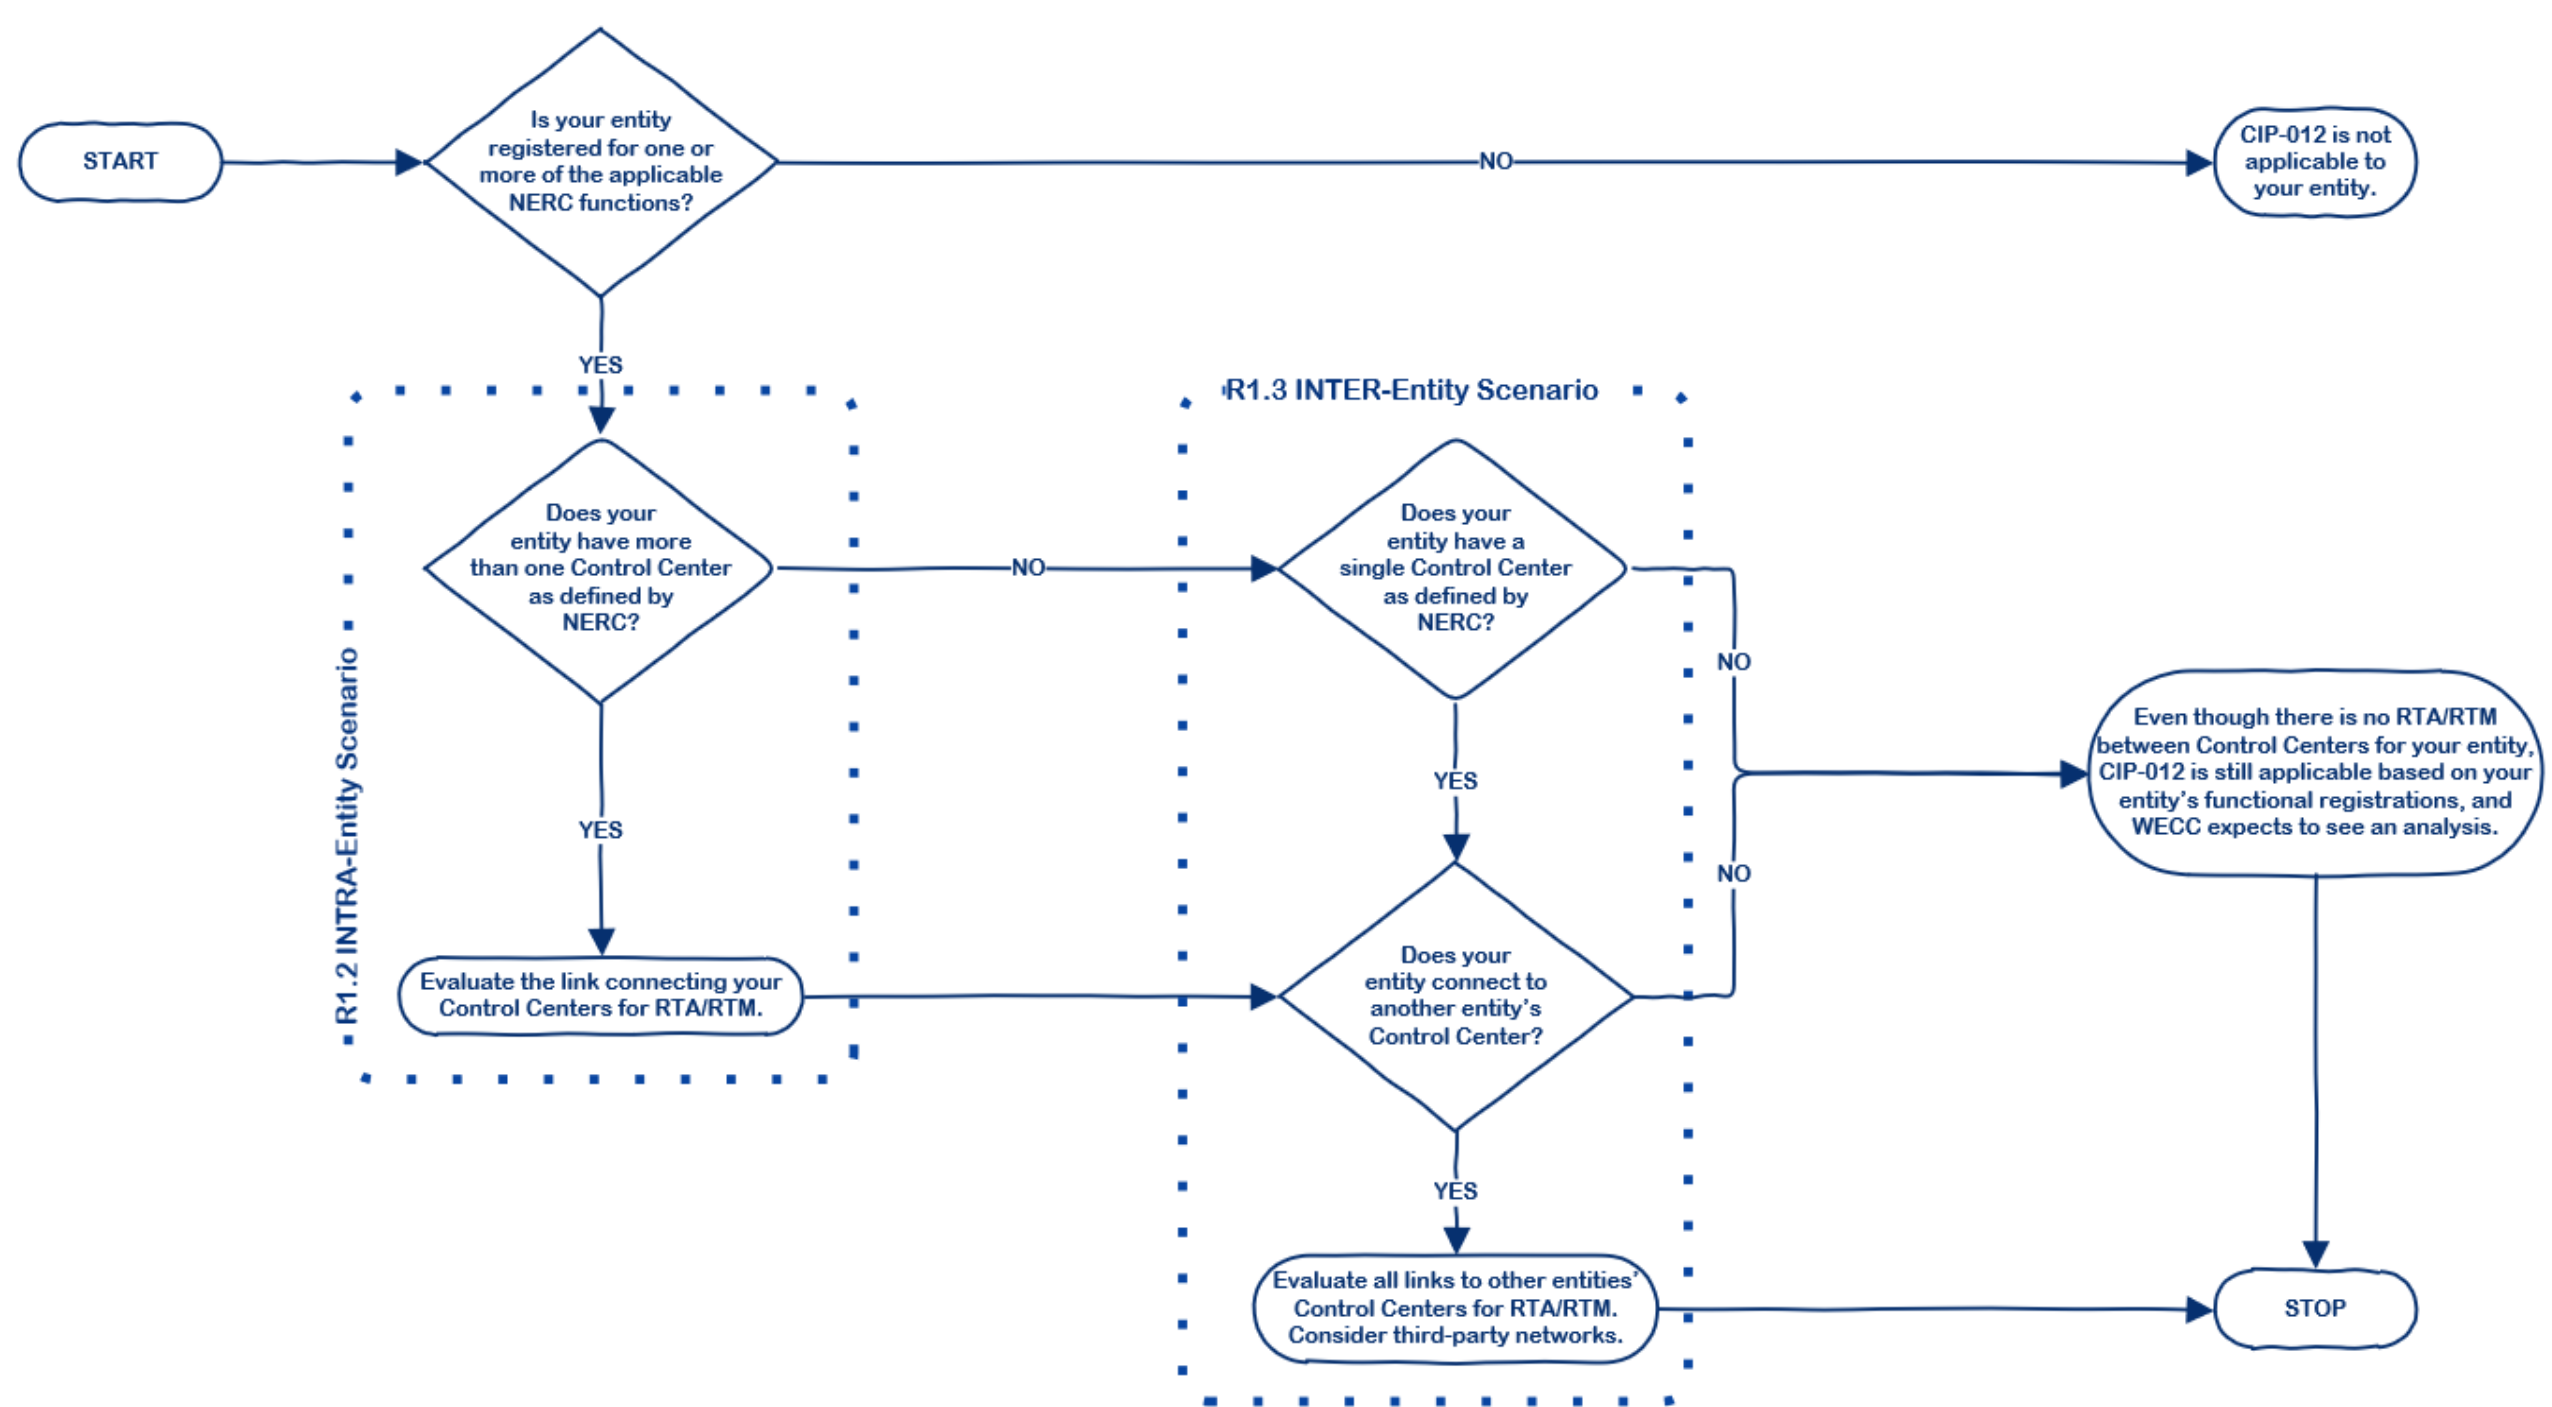 START
Is your entity
registered for one or
more of the applicable
NERC functions?
NO
CIP-012 is not
applicable to
your entity.
YES
R1.2 INTRA-Entity Scenario
Does your
entity have more
than one Control Center
as defined by
NERC?
NO
YES
Evaluate the link connecting your
Control Centers for RTA/RTM.
R1.3 INTER-Entity Scenario
Does your
entity have a
single Control Center
as defined by
NERC?
NO
YES
Does your
entity connect to
another entity’s
Control Center?
NO
YES
Evaluate all links to other entities’
Control Centers for RTA/RTM.
Consider third-party networks.
Even though there is no RTA/RTM
between Control Centers for your entity,
CIP-012 is still applicable based on your
entity’s functional registrations, and
WECC expects to see an analysis.
STOP